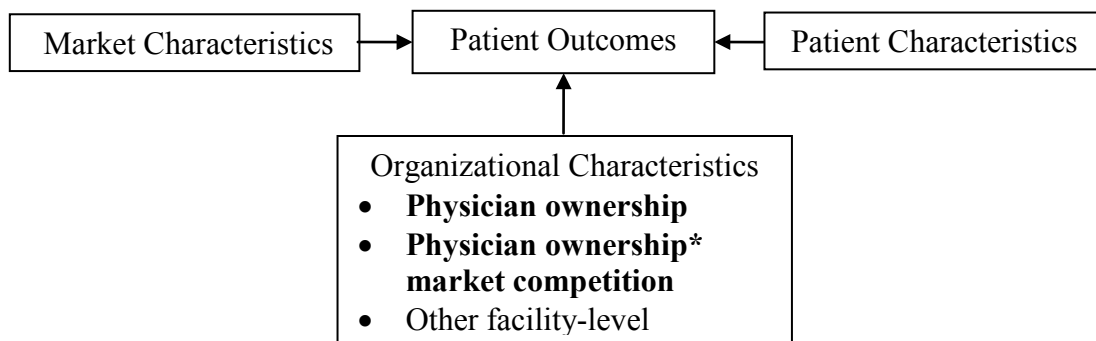 Market Characteristics
Patient Outcomes
Patient Characteristics
Organizational Characteristics
• Physician ownership
• Physician ownership*
market competition
• Other facility-level